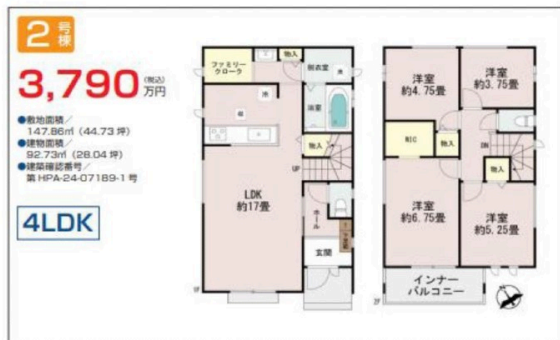 2号棟
3,790万円(税込)
●敷地面積/
147.86㎡(44.73坪)
●建物面積/
92.73㎡(28.04坪)
●建築確認番号/
第HPA-24-07189-1号
4LDK
ファミリー
クローク
物入
脱衣室
洗
冷
浴室
物入
UP
LDK
約17畳
ホール
玄関
1F
洋室
約4.75畳
洋室
約3.75畳
WIC
物入
DN
物入
洋室
約6.75畳
洋室
約5.25畳
インナー
バルコニー
2F